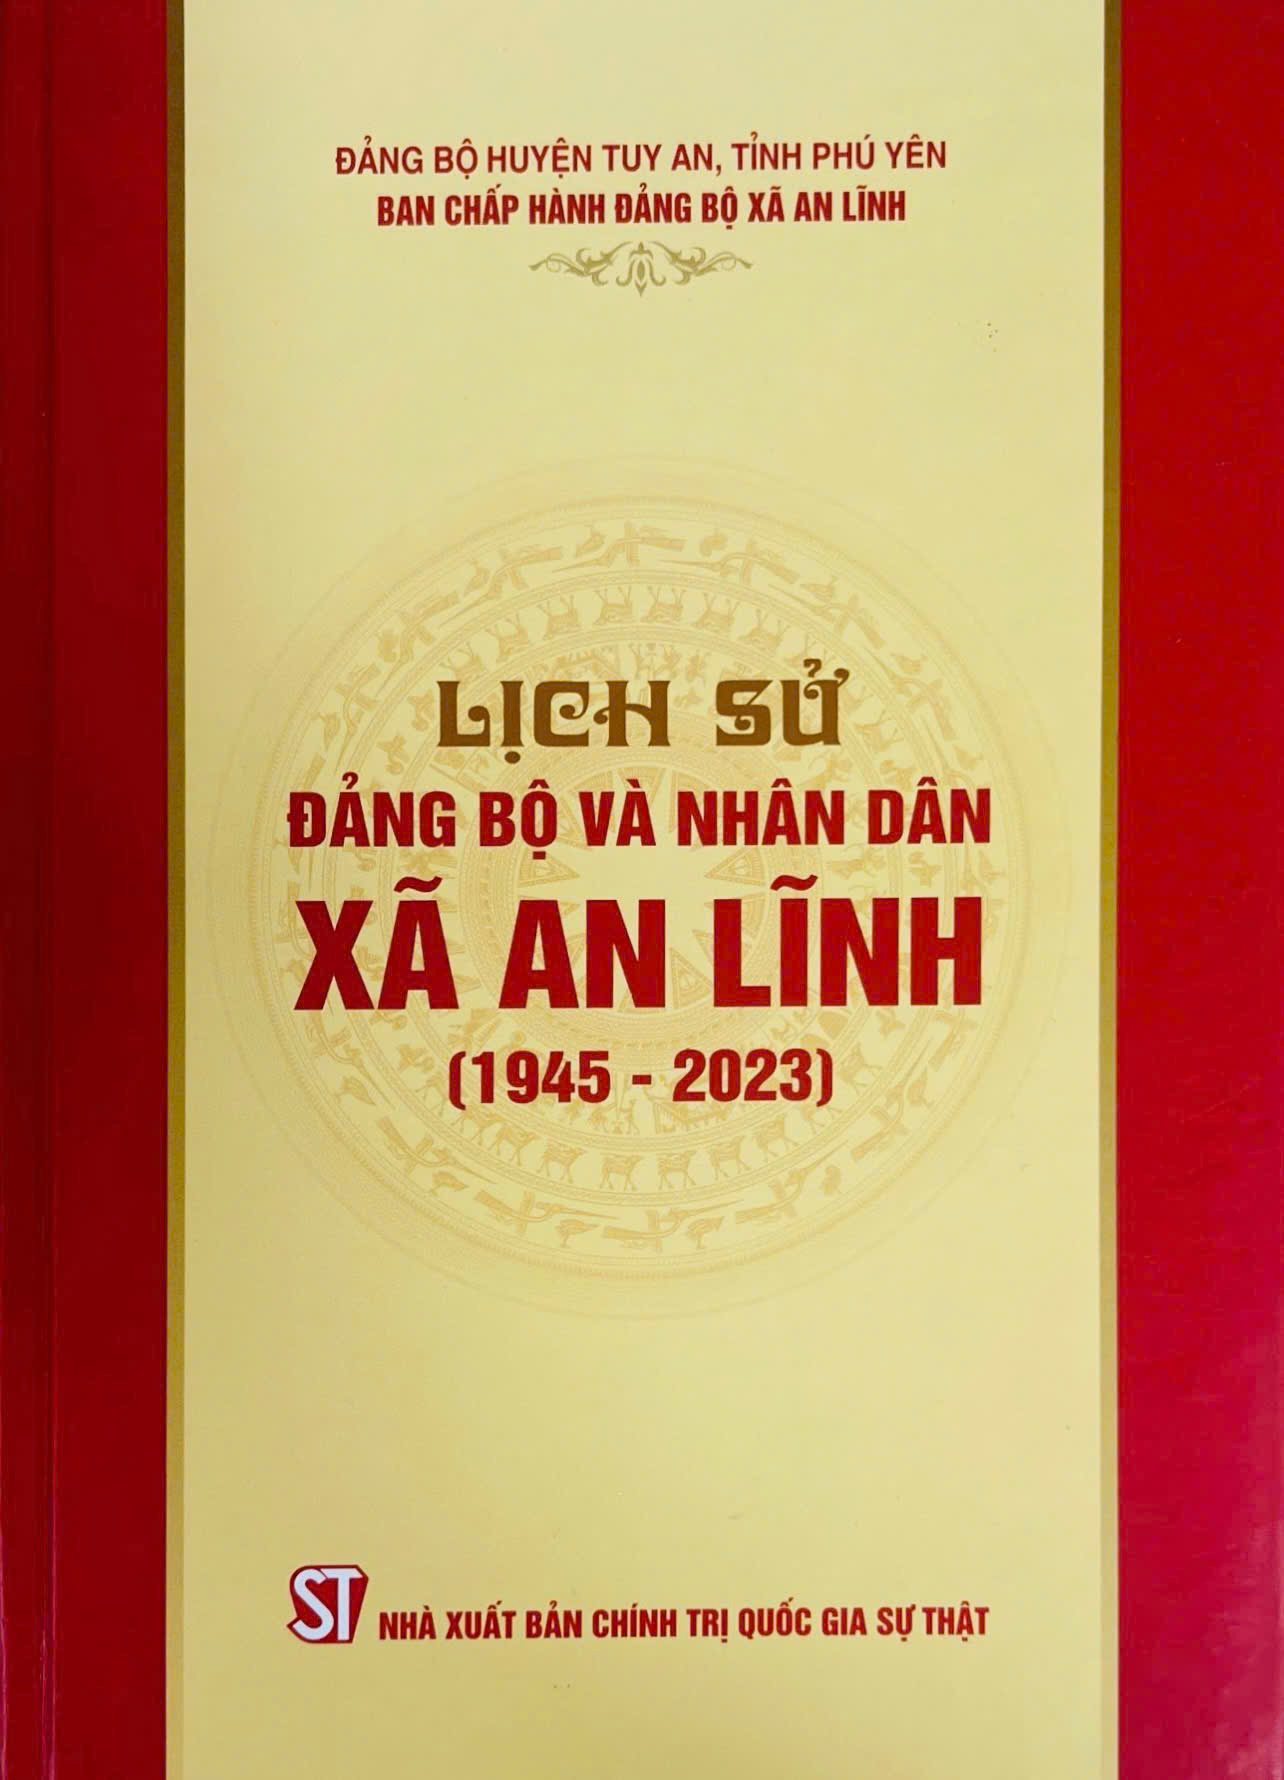 ĐẢNG BỘ HUYỆN TUY AN, TỈNH PHÚ YÊN
BAN CHẤP HÀNH ĐẢNG BỘ XÃ AN LĨNH
LỊCH SỬ
ĐẢNG BỘ VÀ NHÂN DÂN
XÃ AN LĨNH
(1945 - 2023)
ST NHÀ XUẤT BẢN CHÍNH TRỊ QUỐC GIA SỰ THẬT